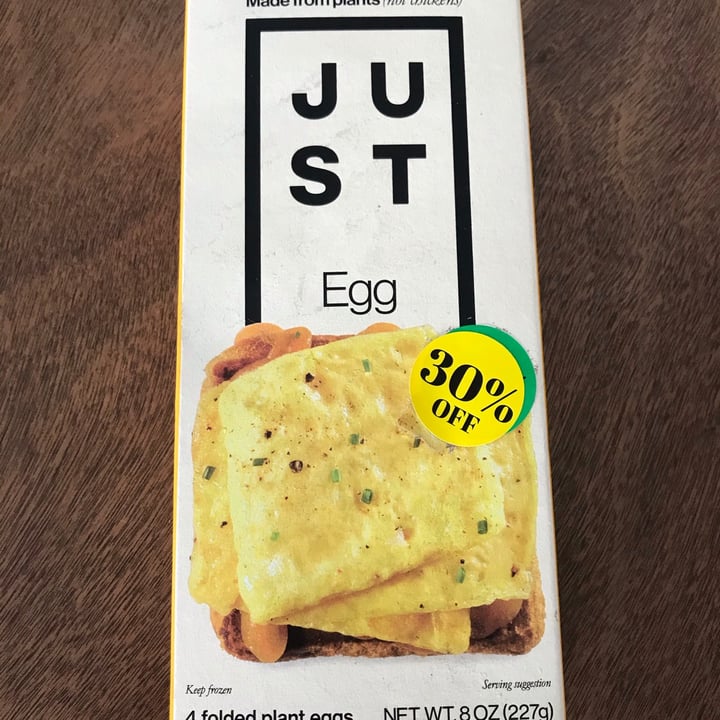 Made from plants (not chickens)
JU
ST
Egg
30%
OFF
Keep frozen
Serving suggestion
4 folded plant eggs
NET WT. 8 OZ (227g)